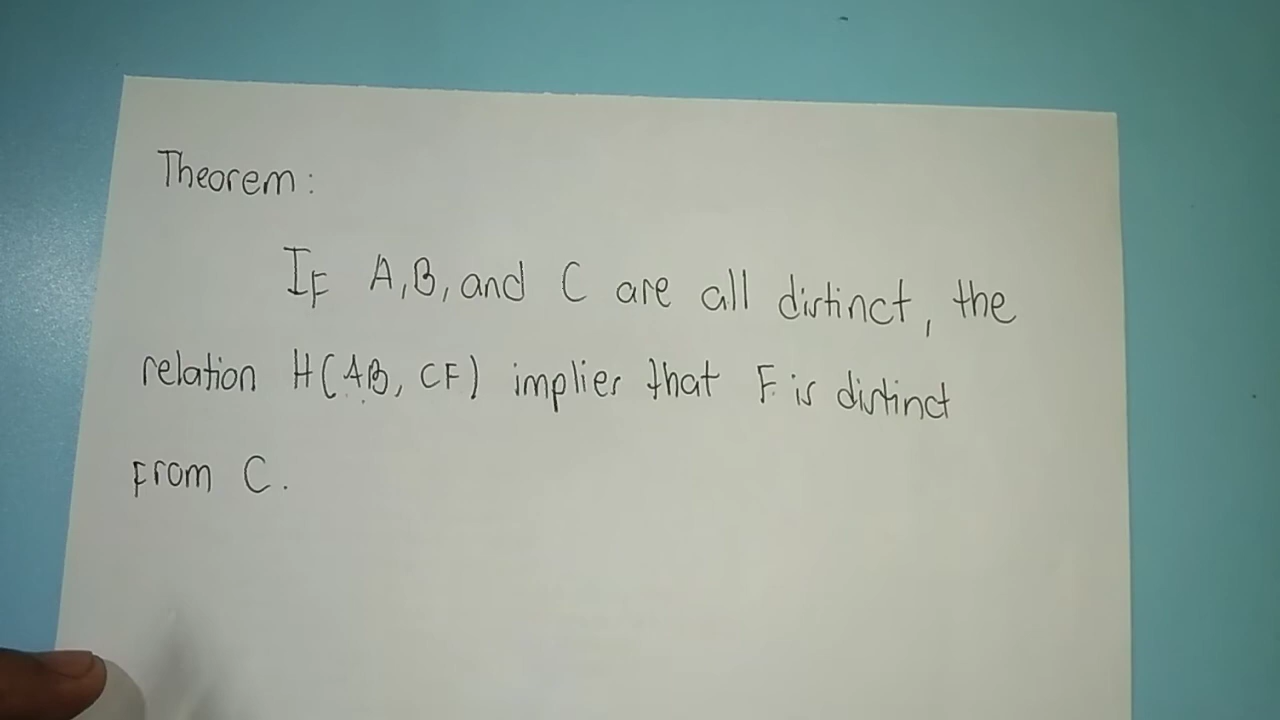 Theorem:
If A, B, and C are all distinct, the
relation H(AB, CF) implies that F is distinct
from C.